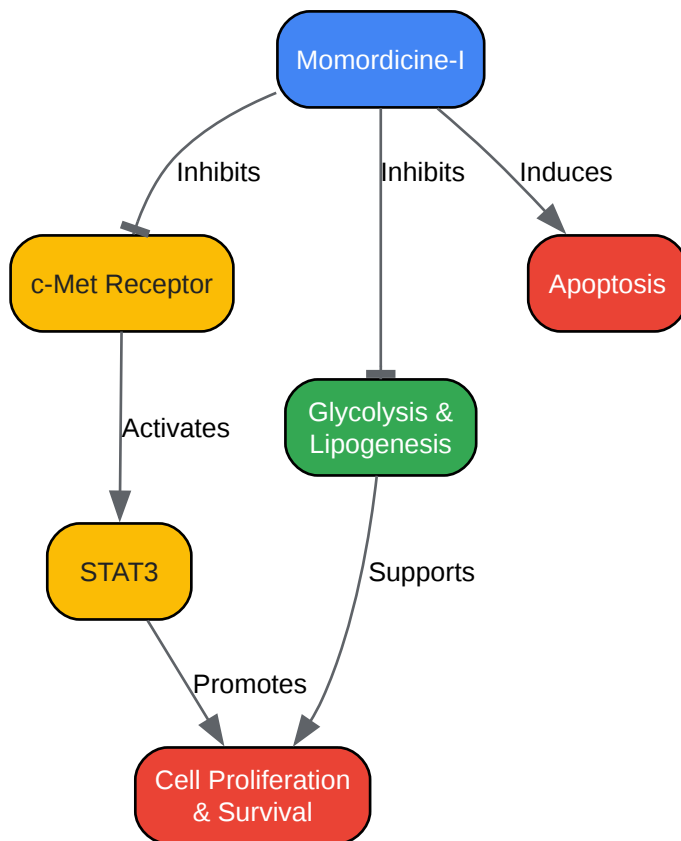 Momordicine-I
Inhibits
Inhibits
Induces
c-Met Receptor
Apoptosis
Glycolysis &
Lipogenesis
Activates
STAT3
Supports
Promotes
Cell Proliferation
& Survival